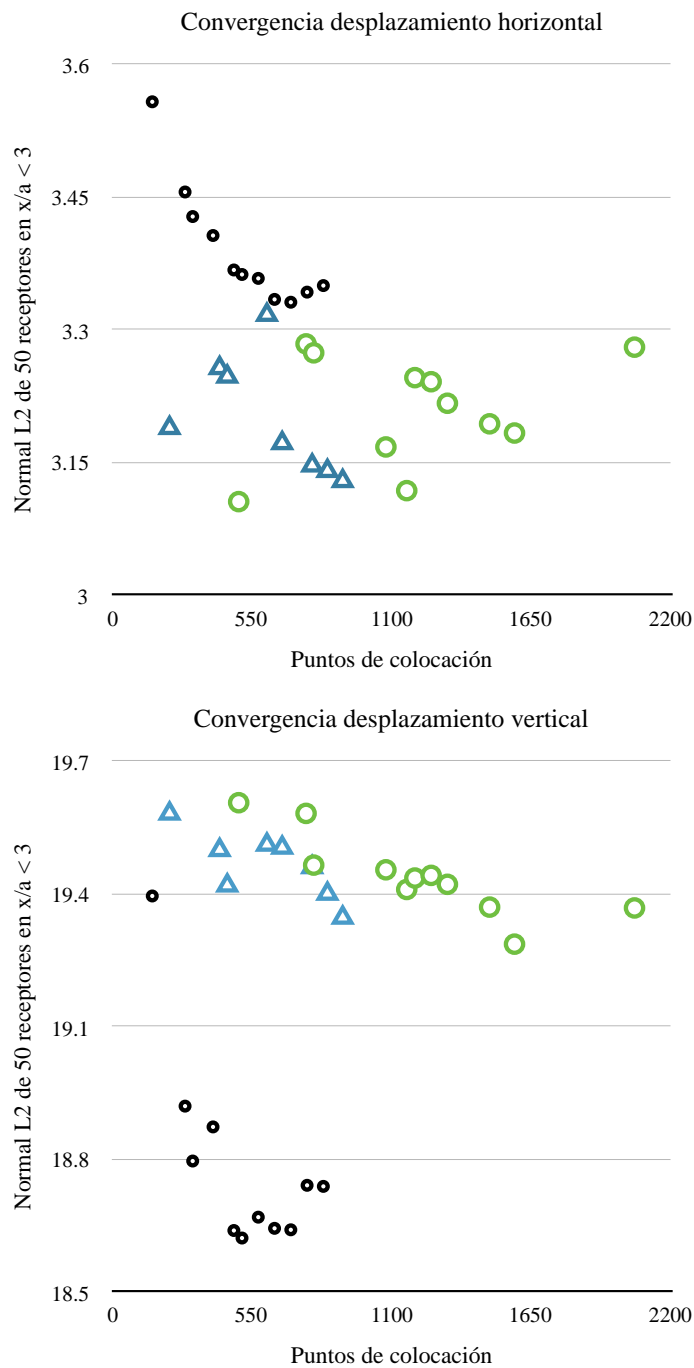 Convergencia desplazamiento horizontal
3.6
3.45
3.3
3.15
3
Normal L2 de 50 receptores en x/a < 3
0 550 1100 1650 2200
Puntos de colocación
Convergencia desplazamiento vertical
19.7
19.4
19.1
18.8
18.5
Normal L2 de 50 receptores en x/a < 3
0 550 1100 1650 2200
Puntos de colocación